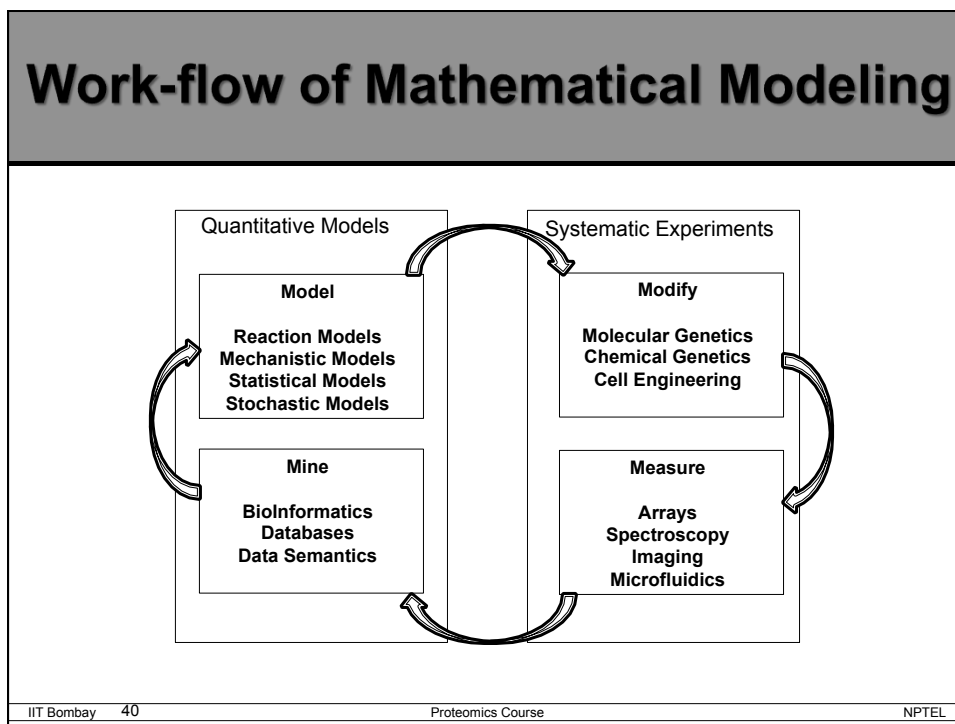 Work-flow of Mathematical Modeling
Quantitative Models
Model
Reaction Models
Mechanistic Models
Statistical Models
Stochastic Models
Mine
BioInformatics
Databases
Data Semantics
Systematic Experiments
Modify
Molecular Genetics
Chemical Genetics
Cell Engineering
Measure
Arrays
Spectroscopy
Imaging
Microfluidics
IIT Bombay 40 Proteomics Course NPTEL